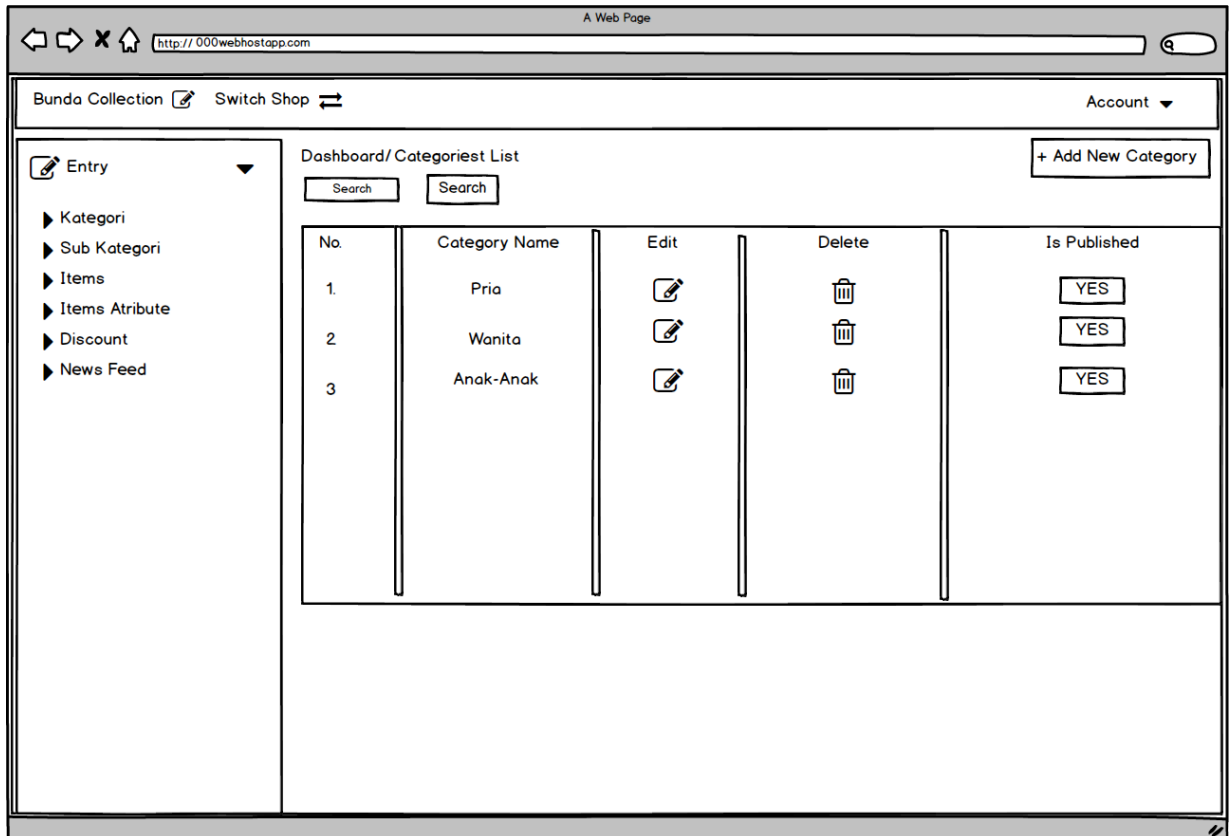 A Web Page
http:// 000webhostapp.com
Bunda Collection Switch Shop Account
Entry
Kategori
Sub Kategori
Items
Items Atribute
Discount
News Feed
Dashboard/ Categoriest List
+ Add New Category
Search Search
No. Category Name Edit Delete Is Published
1. Pria YES
2 Wanita YES
3 Anak-Anak YES